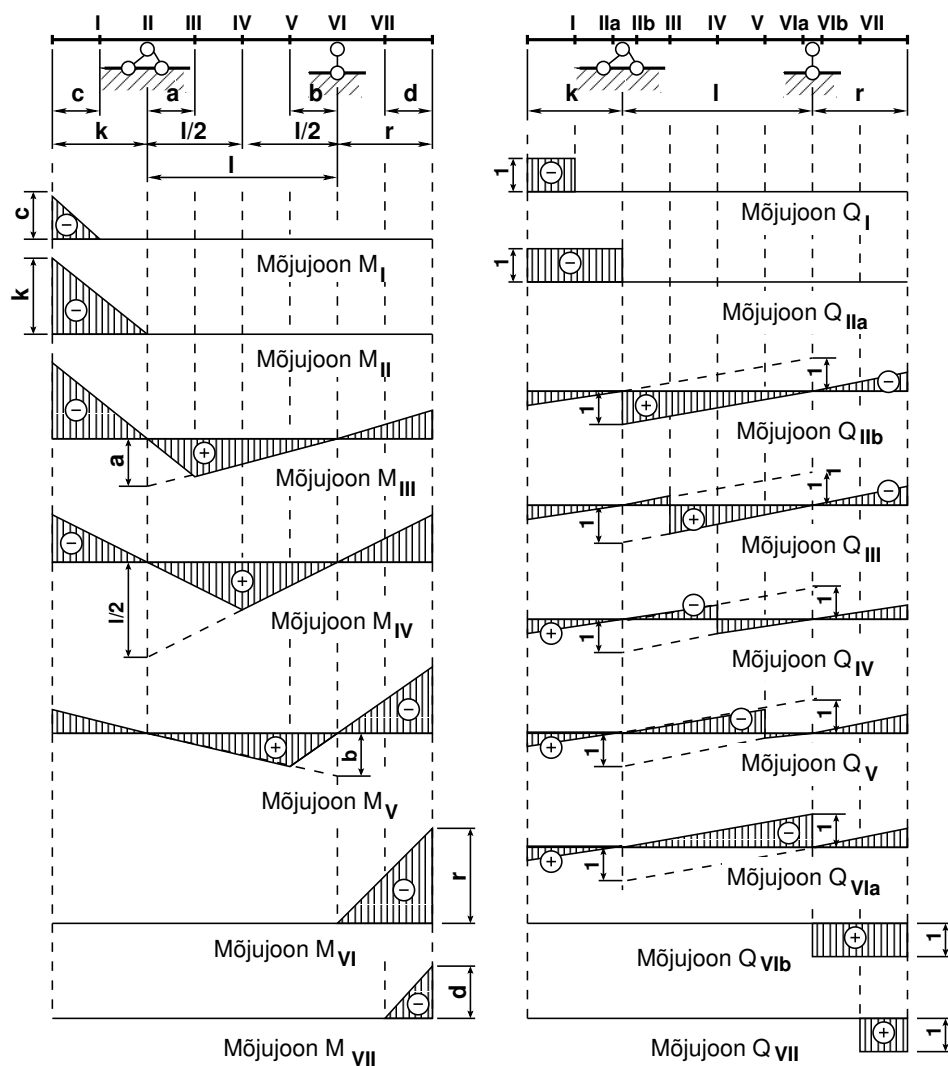 I II III IV V VI VII
c a b d
k l/2 l/2 r
l
c
Mõjujoon M I
k
Mõjujoon M II
a
Mõjujoon M III
l/2
Mõjujoon M IV
b
Mõjujoon M V
r
Mõjujoon M VI
d
Mõjujoon M VII
I IIa IIb III IV V VIa VIb VII
k l r
1
Mõjujoon Q I
1
Mõjujoon Q IIa
1
1
Mõjujoon Q IIb
1
1
Mõjujoon Q III
1
1
Mõjujoon Q IV
1
1
Mõjujoon Q V
1
1
Mõjujoon Q VIa
1
Mõjujoon Q VIb
1
Mõjujoon Q VII